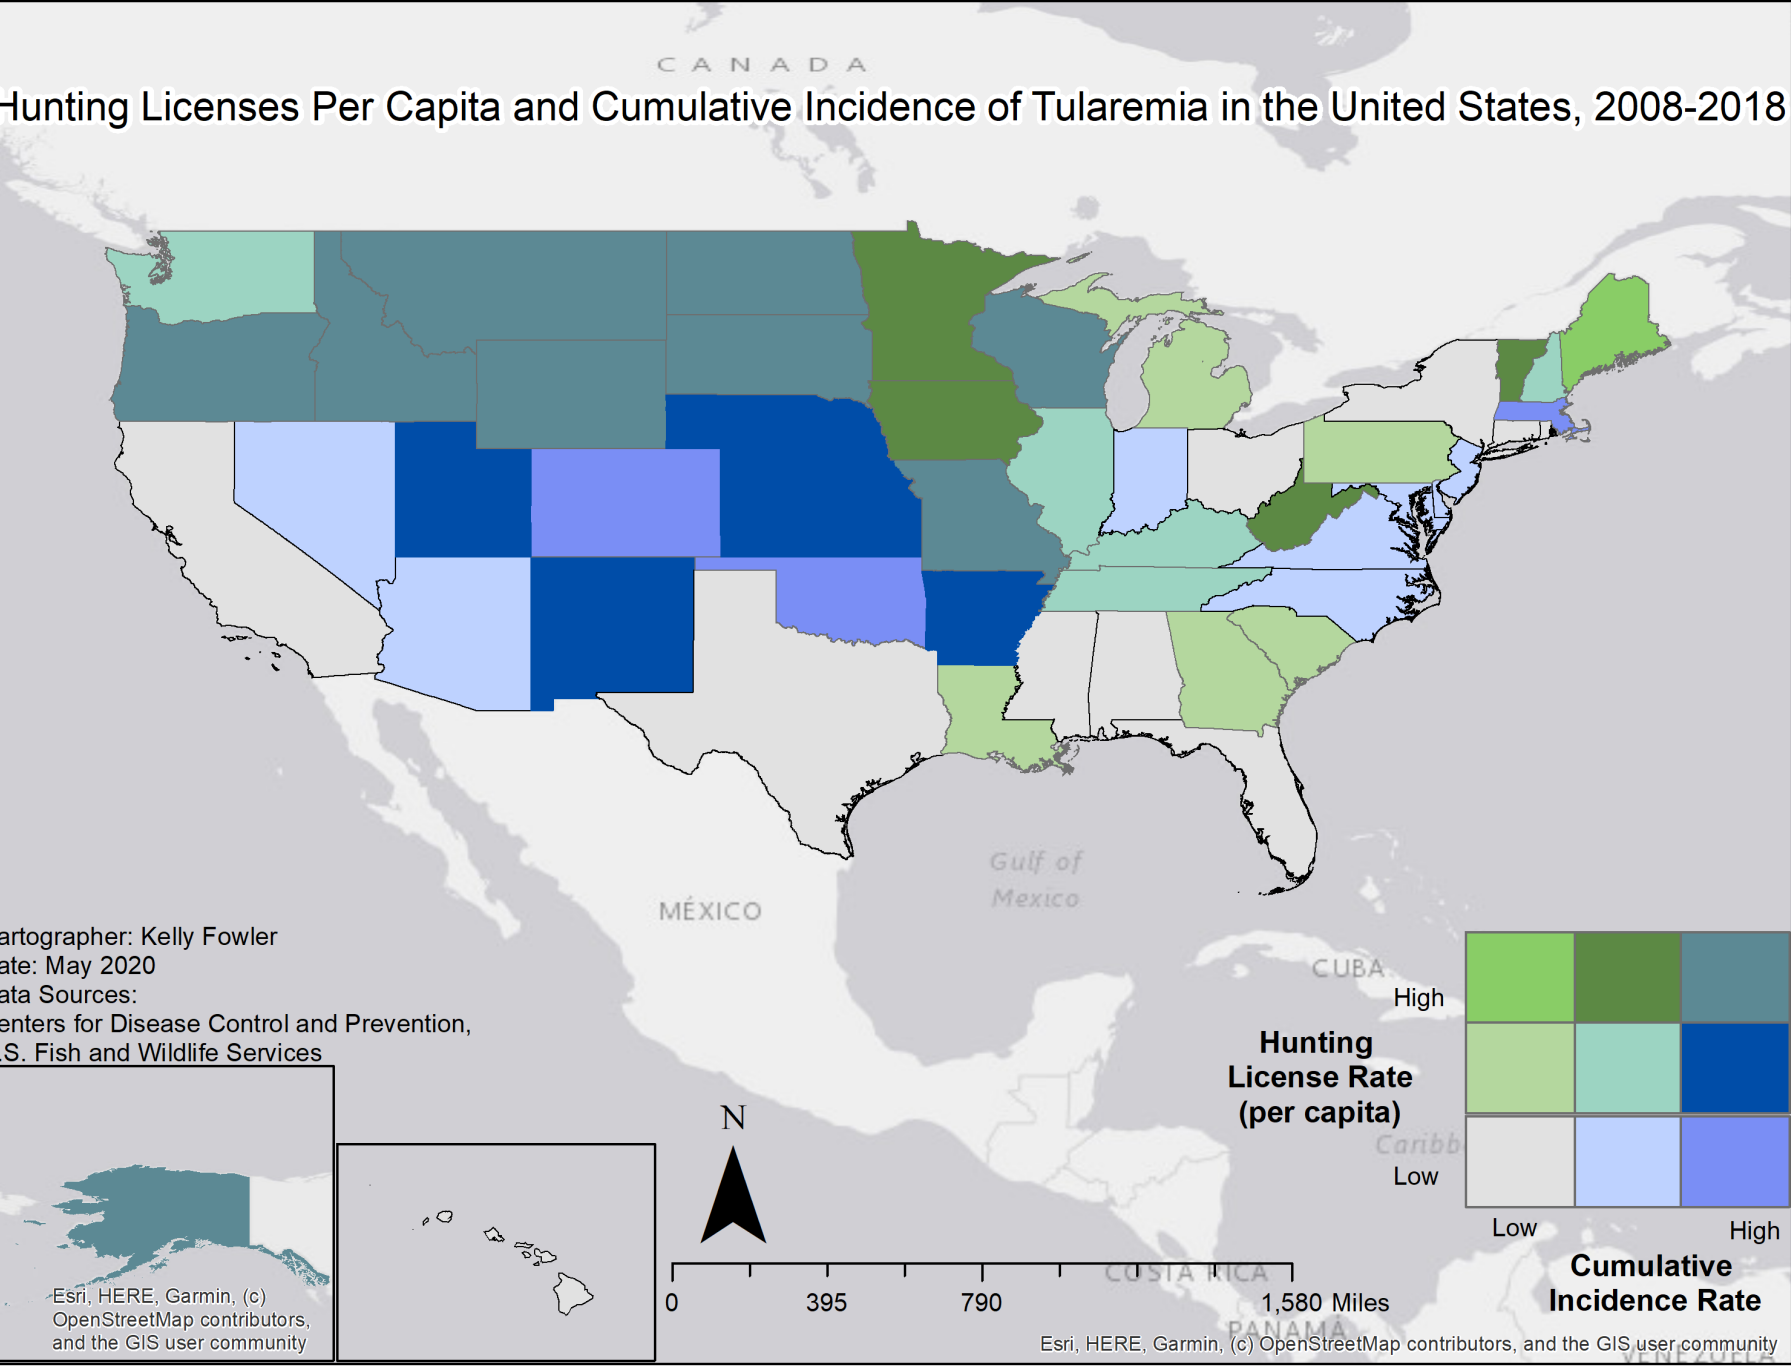 CANADA
Hunting Licenses Per Capita and Cumulative Incidence of Tularemia in the United States, 2008-2018
Gulf of
Mexico
MÉXICO
artographer: Kelly Fowler
ate: May 2020
ata Sources:
enters for Disease Control and Prevention,
.S. Fish and Wildlife Services
CUBA
High
Hunting
License Rate
(per capita)
Caribb
Low
Low
High
Cumulative
Incidence Rate
N
COSTA RICA
0 395 790 1,580 Miles
PANAMÁ
Esri, HERE, Garmin, (c)
OpenStreetMap contributors,
and the GIS user community
Esri, HERE, Garmin, (c) OpenStreetMap contributors, and the GIS user community
VENEZUELA